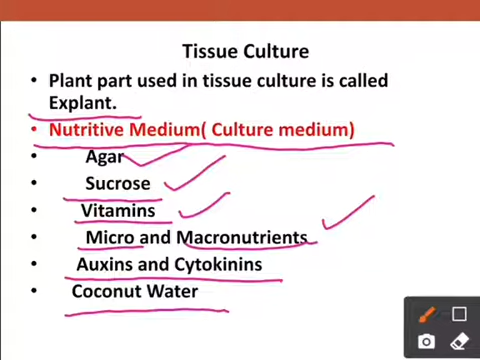 Tissue Culture
• Plant part used in tissue culture is called
Explant.
• Nutritive Medium( Culture medium)
• Agar
• Sucrose
• Vitamins
• Micro and Macronutrients
• Auxins and Cytokinins
• Coconut Water